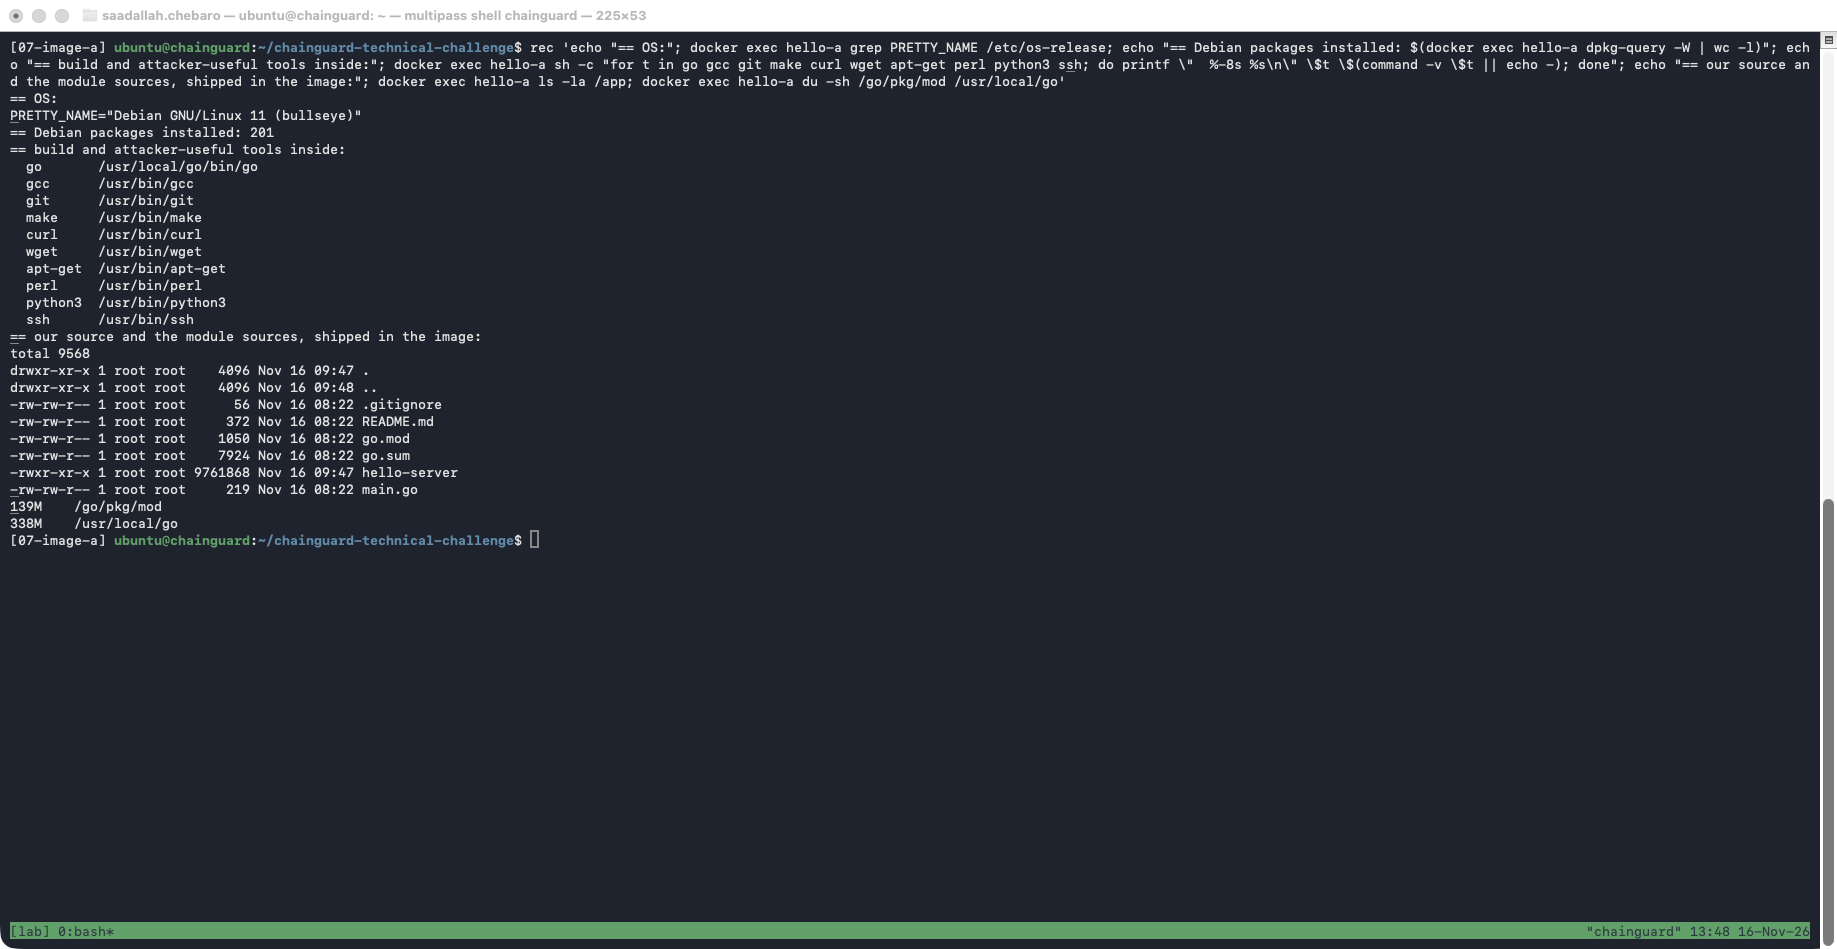 saadallah.chebaro — ubuntu@chainguard: ~ — multipass shell chainguard — 225×53
[07-image-a] ubuntu@chainguard:~/chainguard-technical-challenge$ rec 'echo "== OS:"; docker exec hello-a grep PRETTY_NAME /etc/os-release; echo "== Debian packages installed: $(docker exec hello-a dpkg-query -W | wc -l)"; ech
o "== build and attacker-useful tools inside:"; docker exec hello-a sh -c "for t in go gcc git make curl wget apt-get perl python3 ssh; do printf \"  %-8s %s\n\" \$t \$(command -v \$t || echo -); done"; echo "== our source an
d the module sources, shipped in the image:"; docker exec hello-a ls -la /app; docker exec hello-a du -sh /go/pkg/mod /usr/local/go'
== OS:
PRETTY_NAME="Debian GNU/Linux 11 (bullseye)"
== Debian packages installed: 201
== build and attacker-useful tools inside:
  go       /usr/local/go/bin/go
  gcc      /usr/bin/gcc
  git      /usr/bin/git
  make     /usr/bin/make
  curl     /usr/bin/curl
  wget     /usr/bin/wget
  apt-get  /usr/bin/apt-get
  perl     /usr/bin/perl
  python3  /usr/bin/python3
  ssh      /usr/bin/ssh
== our source and the module sources, shipped in the image:
total 9568
drwxr-xr-x 1 root root    4096 Nov 16 09:47 .
drwxr-xr-x 1 root root    4096 Nov 16 09:48 ..
-rw-rw-r-- 1 root root      56 Nov 16 08:22 .gitignore
-rw-rw-r-- 1 root root     372 Nov 16 08:22 README.md
-rw-rw-r-- 1 root root    1050 Nov 16 08:22 go.mod
-rw-rw-r-- 1 root root    7924 Nov 16 08:22 go.sum
-rwxr-xr-x 1 root root 9761868 Nov 16 09:47 hello-server
-rw-rw-r-- 1 root root     219 Nov 16 08:22 main.go
139M    /go/pkg/mod
338M    /usr/local/go
[07-image-a] ubuntu@chainguard:~/chainguard-technical-challenge$
[lab] 0:bash* "chainguard" 13:48 16-Nov-26